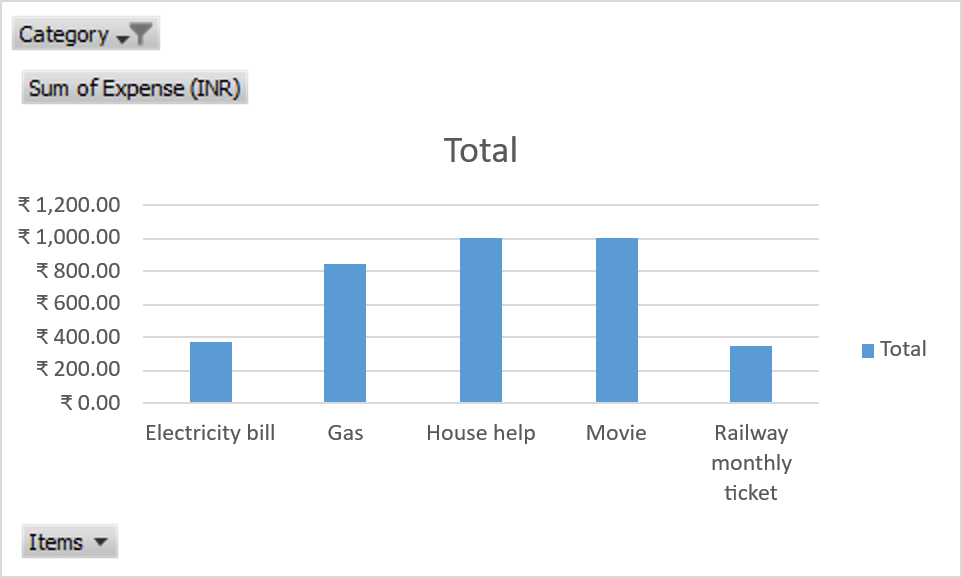 Category
Sum of Expense (INR)
Total
₹ 1,200.00
₹ 1,000.00
₹ 800.00
₹ 600.00
₹ 400.00
₹ 200.00
₹ 0.00
Total
Electricity bill
Gas
House help
Movie
Railway
monthly
ticket
Items